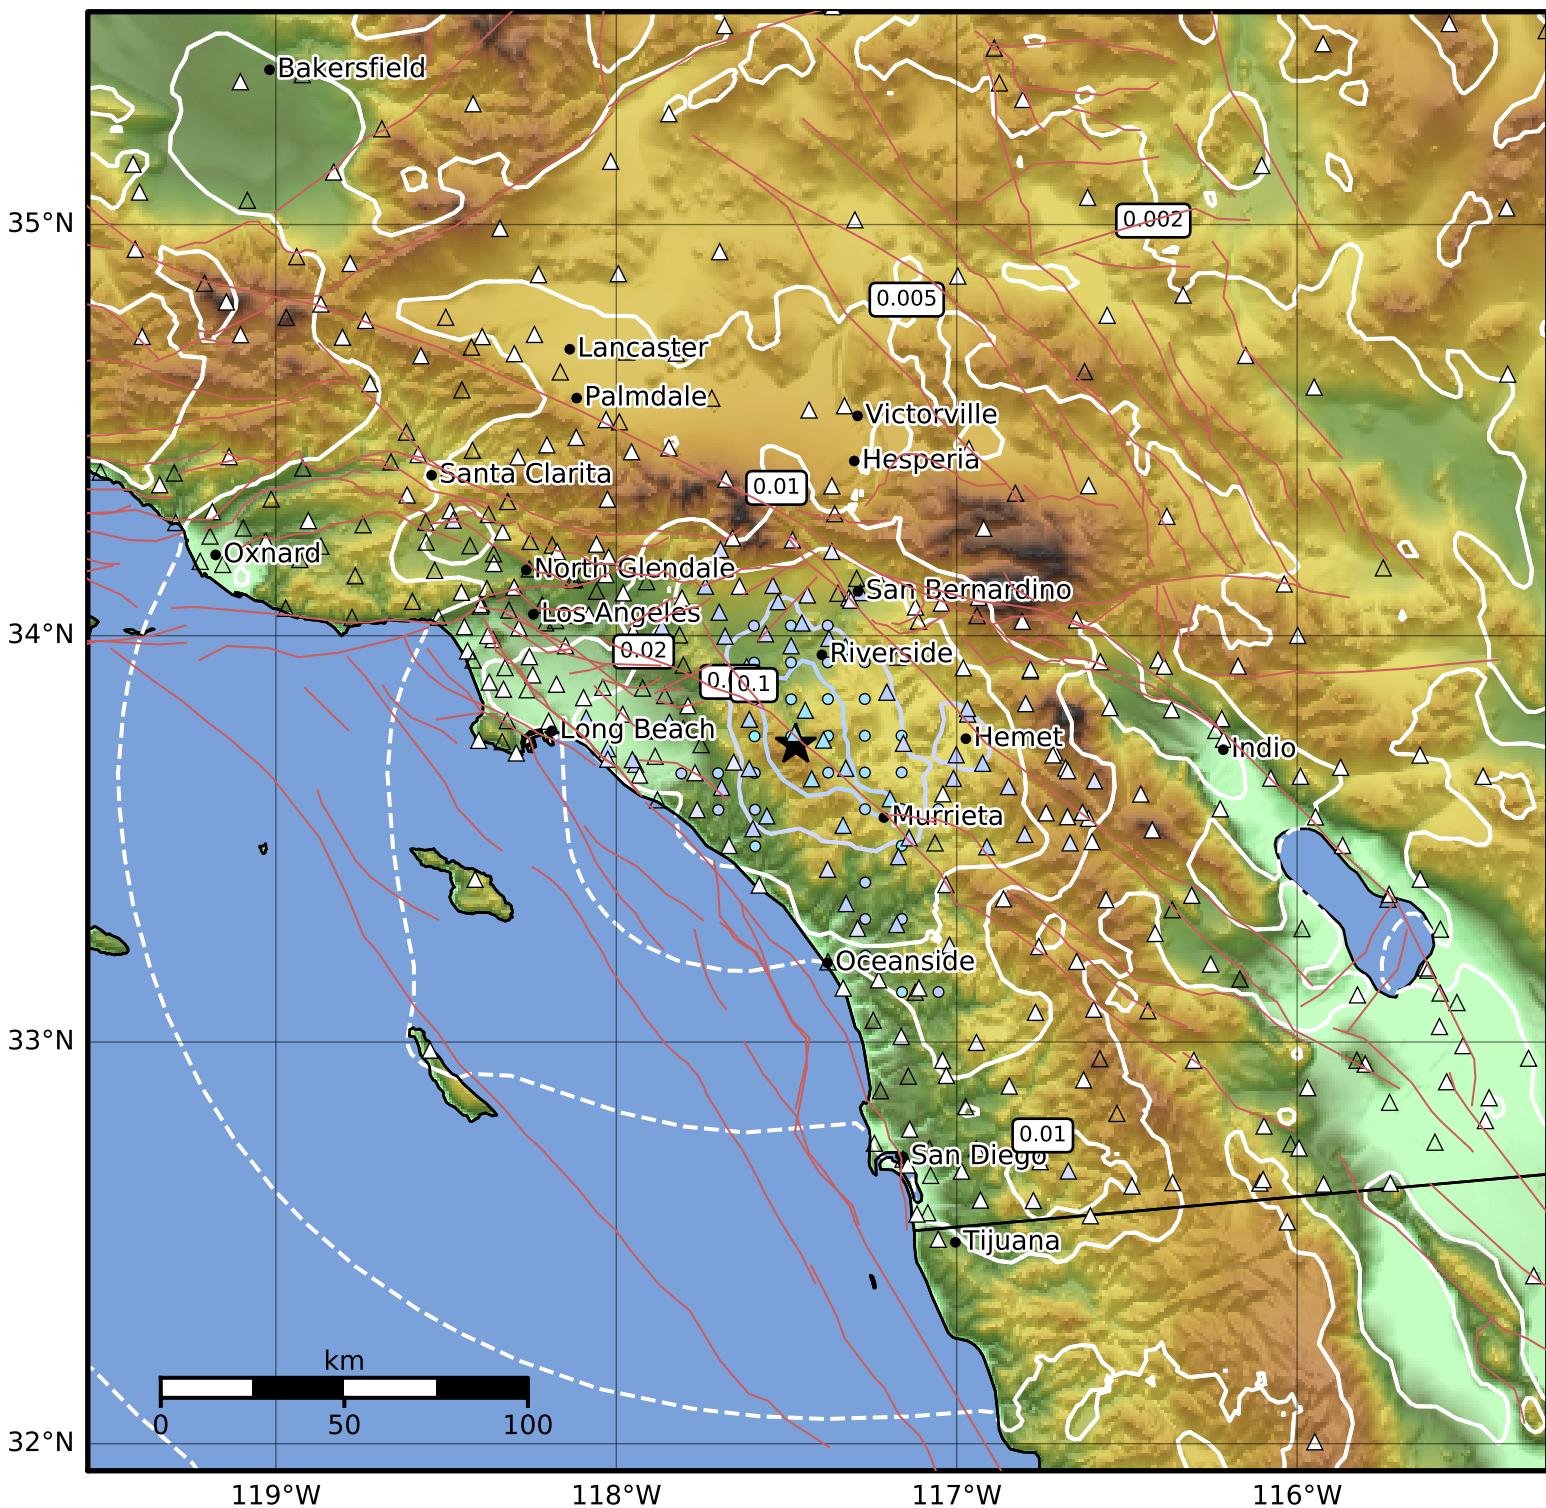 Bakersfield
35°N
0.002
0.005
Lancaster
Palmdale
Victorville
Hesperia
Santa Clarita
0.01
Oxnard
North Glendale
San Bernardino
Los Angeles
34°N
0.02
Riverside
0.1
Long Beach
Hemet
Indio
Murrieta
Oceanside
33°N
0.01
San Diego
Tijuana
km
0 50 100
32°N
119°W 118°W 117°W 116°W